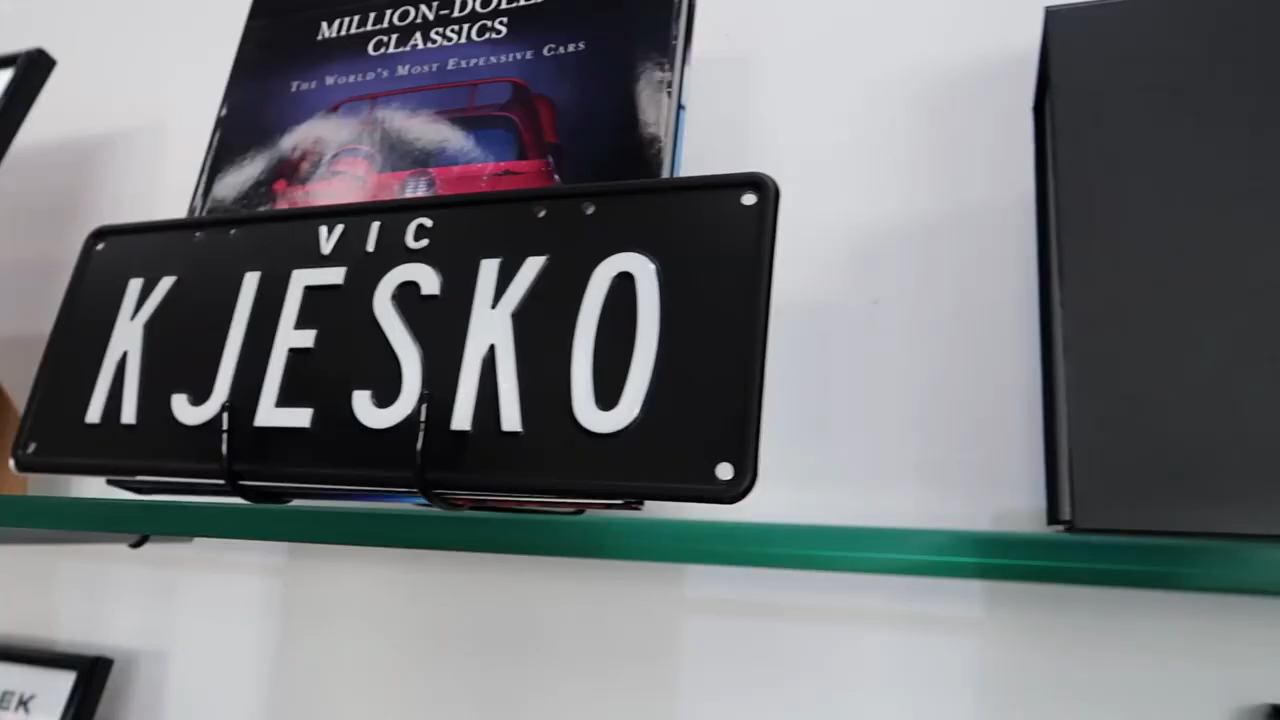 MILLION-DOLL
CLASSICS
THE WORLD'S MOST EXPENSIVE CARS
VIC
KJESKO
EK